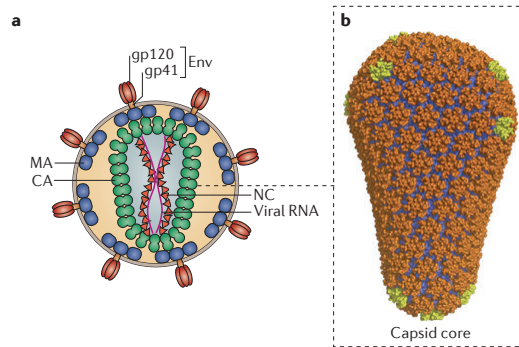 a
gp120
gp41
Env
MA
CA
NC
Viral RNA
b
Capsid core